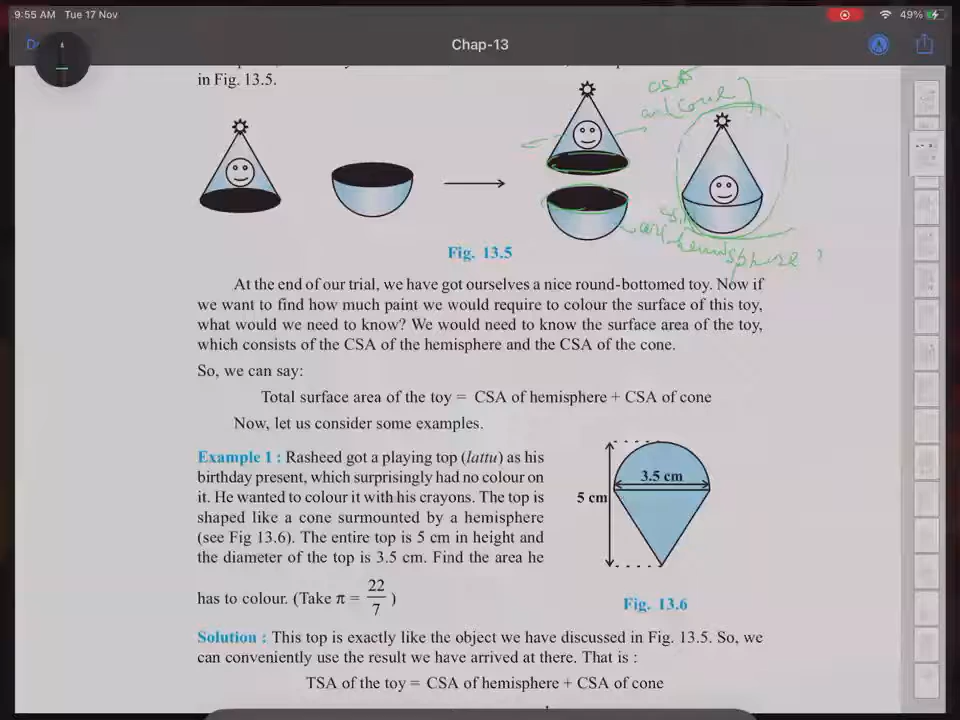 9:55 AM Tue 17 Nov
49%
Chap-13
in Fig. 13.5.
CSA
(cone)
hemisphere
Fig. 13.5
At the end of our trial, we have got ourselves a nice round-bottomed toy. Now if
we want to find how much paint we would require to colour the surface of this toy,
what would we need to know? We would need to know the surface area of the toy,
which consists of the CSA of the hemisphere and the CSA of the cone.
So, we can say:
Total surface area of the toy = CSA of hemisphere + CSA of cone
Now, let us consider some examples.
Example 1 : Rasheed got a playing top (lattu) as his
birthday present, which surprisingly had no colour on
it. He wanted to colour it with his crayons. The top is
shaped like a cone surmounted by a hemisphere
(see Fig 13.6). The entire top is 5 cm in height and
the diameter of the top is 3.5 cm. Find the area he
has to colour. (Take π = 22/7 )
3.5 cm
5 cm
Fig. 13.6
Solution : This top is exactly like the object we have discussed in Fig. 13.5. So, we
can conveniently use the result we have arrived at there. That is :
TSA of the toy = CSA of hemisphere + CSA of cone